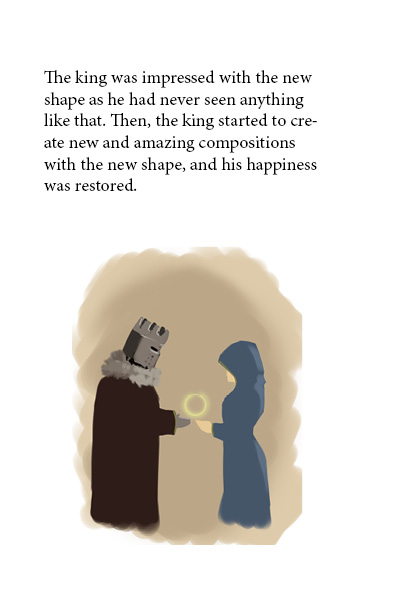 The king was impressed with the new
shape as he had never seen anything
like that. Then, the king started to cre-
ate new and amazing compositions
with the new shape, and his happiness
was restored.